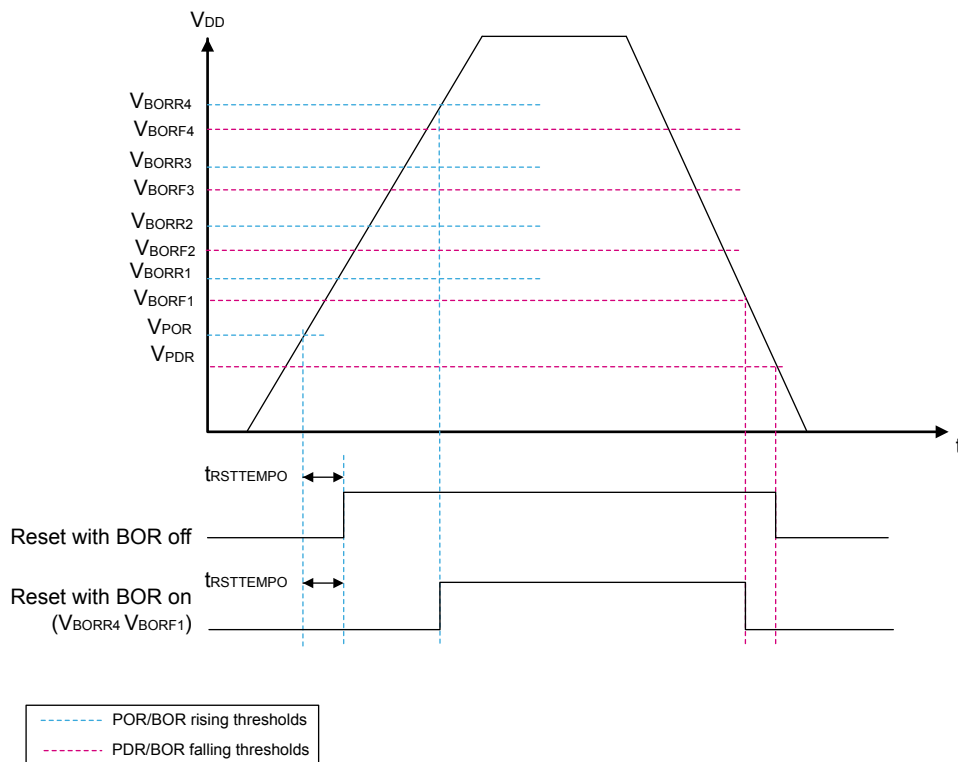 VDD
VBORR4
VBORF4
VBORR3
VBORF3
VBORR2
VBORF2
VBORR1
VBORF1
VPOR
VPDR
t
tRSTTEMPO
Reset with BOR off
tRSTTEMPO
Reset with BOR on
(VBORR4 VBORF1)
POR/BOR rising thresholds
PDR/BOR falling thresholds